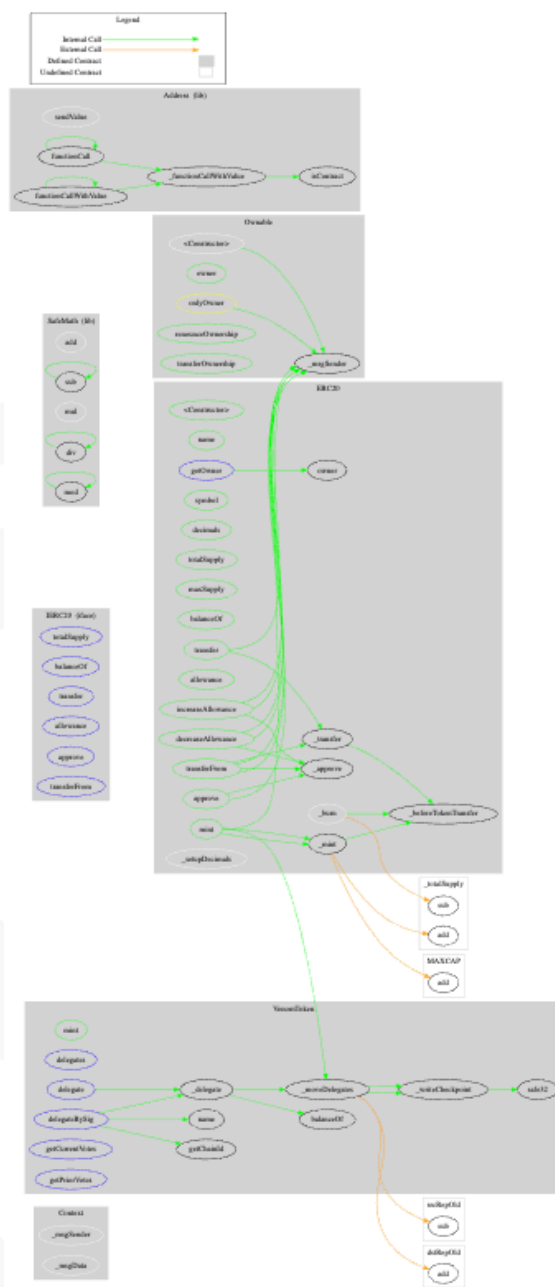 Legend
Internal Call
External Call
Defined Contract
Undefined Contract
Address (lib)
sendValue
functionCall
functionCallWithValue
_functionCallWithValue
isContract
Ownable
<Constructor>
owner
onlyOwner
renounceOwnership
transferOwnership
_msgSender
SafeMath (lib)
add
sub
mul
div
mod
ERC20
<Constructor>
name
getOwner
owner
symbol
decimals
totalSupply
maxSupply
balanceOf
transfer
allowance
increaseAllowance
decreaseAllowance
transferFrom
approve
mint
_setupDecimals
_transfer
_approve
_burn
_mint
_beforeTokenTransfer
IERC20 (iface)
totalSupply
balanceOf
transfer
allowance
approve
transferFrom
_totalSupply
sub
add
MAXCAP
add
VenomToken
mint
delegates
delegate
delegateBySig
getCurrentVotes
getPriorVotes
_delegate
name
getChainId
_moveDelegates
balanceOf
_writeCheckpoint
safe32
srcRepOld
sub
dstRepOld
add
Context
_msgSender
_msgData